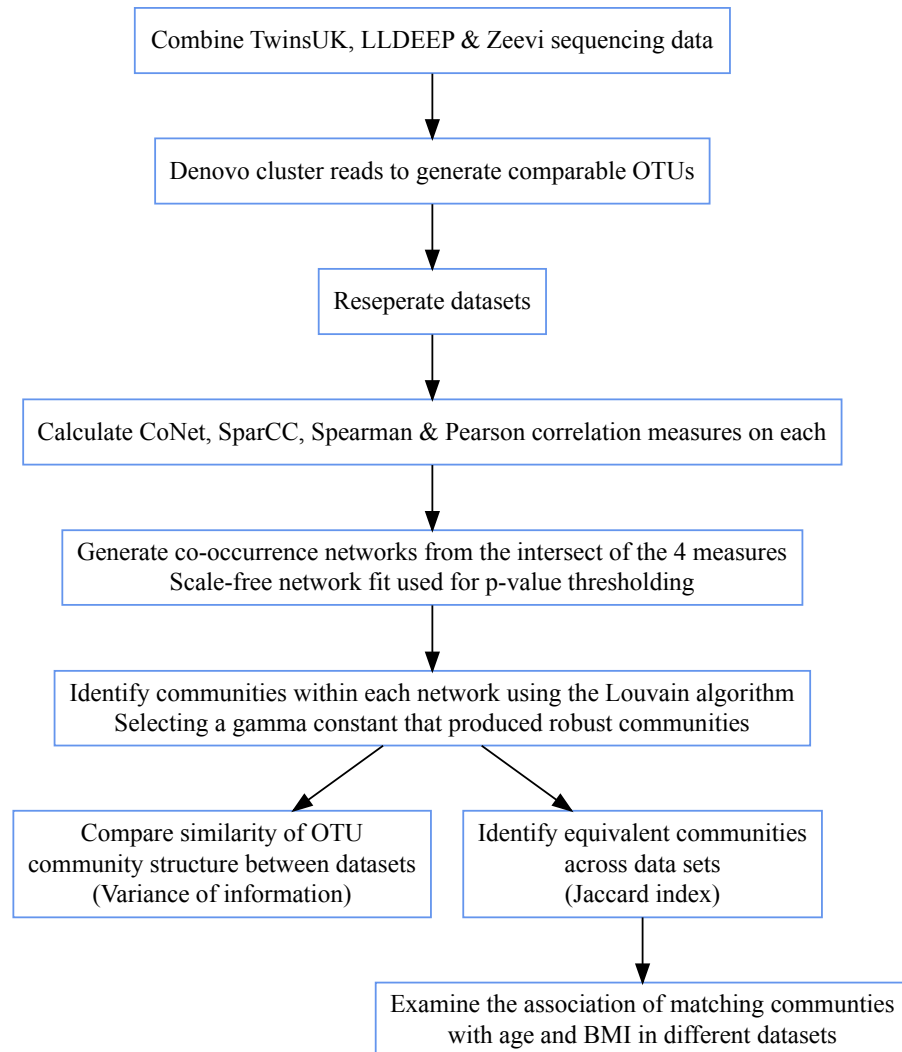 Combine TwinsUK, LLDEEP & Zeevi sequencing data
Denovo cluster reads to generate comparable OTUs
Reseperate datasets
Calculate CoNet, SparCC, Spearman & Pearson correlation measures on each
Generate co-occurrence networks from the intersect of the 4 measures
Scale-free network fit used for p-value thresholding
Identify communities within each network using the Louvain algorithm
Selecting a gamma constant that produced robust communities
Compare similarity of OTU
community structure between datasets
(Variance of information)
Identify equivalent communities
across data sets
(Jaccard index)
Examine the association of matching communties
with age and BMI in different datasets